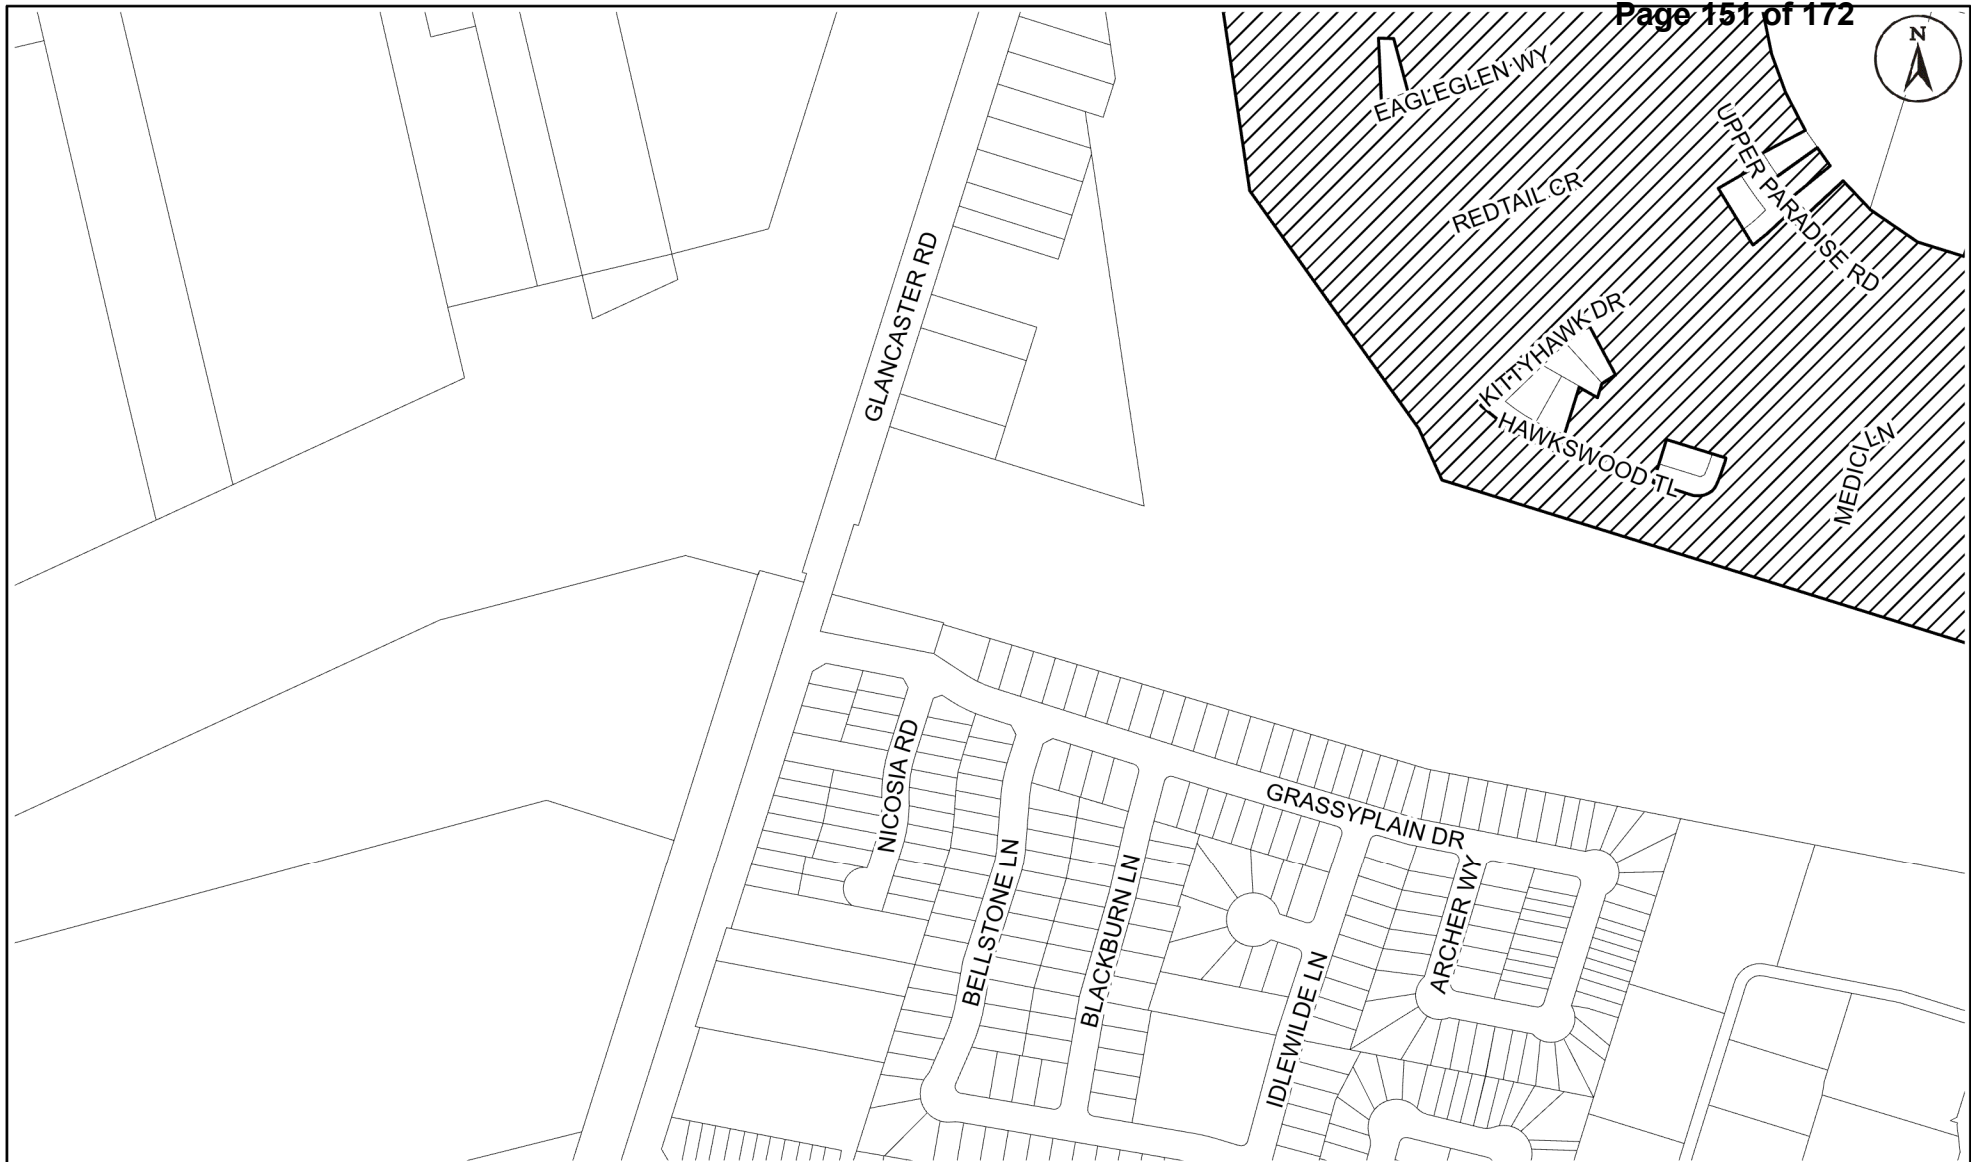 Page 151 of 172
N
EAGLEGLEN WY
UPPER PARADISE RD
REDTAIL CR
GLANCASTER RD
KITTYHAWK DR
HAWKSWOOD TL
MEDICI LN
NICOSIA RD
GRASSYPLAIN DR
BELLSTONE LN
BLACKBURN LN
ARCHER WY
IDLEWILDE LN